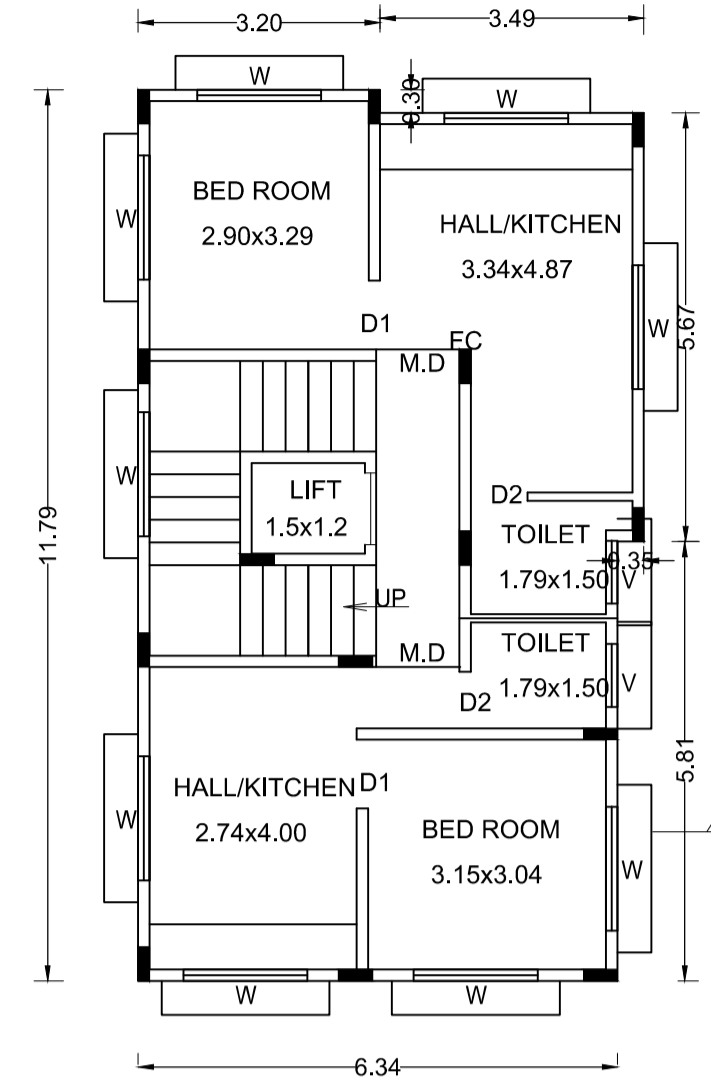 3.20
3.49
W
0.30
W
BED ROOM
2.90x3.29
W
HALL/KITCHEN
3.34x4.87
W
5.67
D1
FC
M.D
W
LIFT
1.5x1.2
D2
TOILET
1.79x1.50
0.35
V
11.79
UP
M.D
TOILET
1.79x1.50
V
D2
5.81
HALL/KITCHEN
D1
2.74x4.00
W
BED ROOM
3.15x3.04
W
W
W
6.34